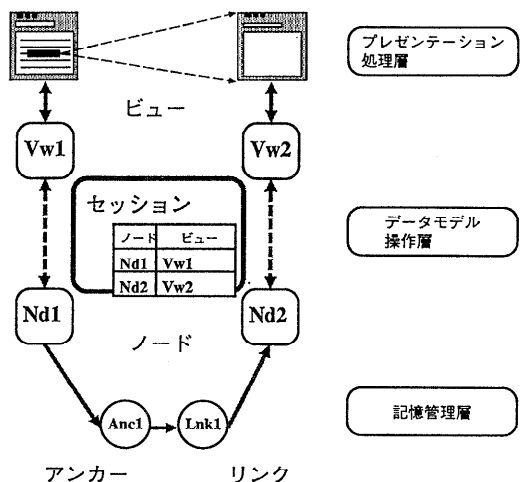 プレゼンテーション
処理層
ビュー
Vw1
Vw2
セッション
ノード ビュー
Nd1 Vw1
Nd2 Vw2
データモデル
操作層
Nd1
Nd2
ノード
Anc1
Lnk1
記憶管理層
アンカー
リンク